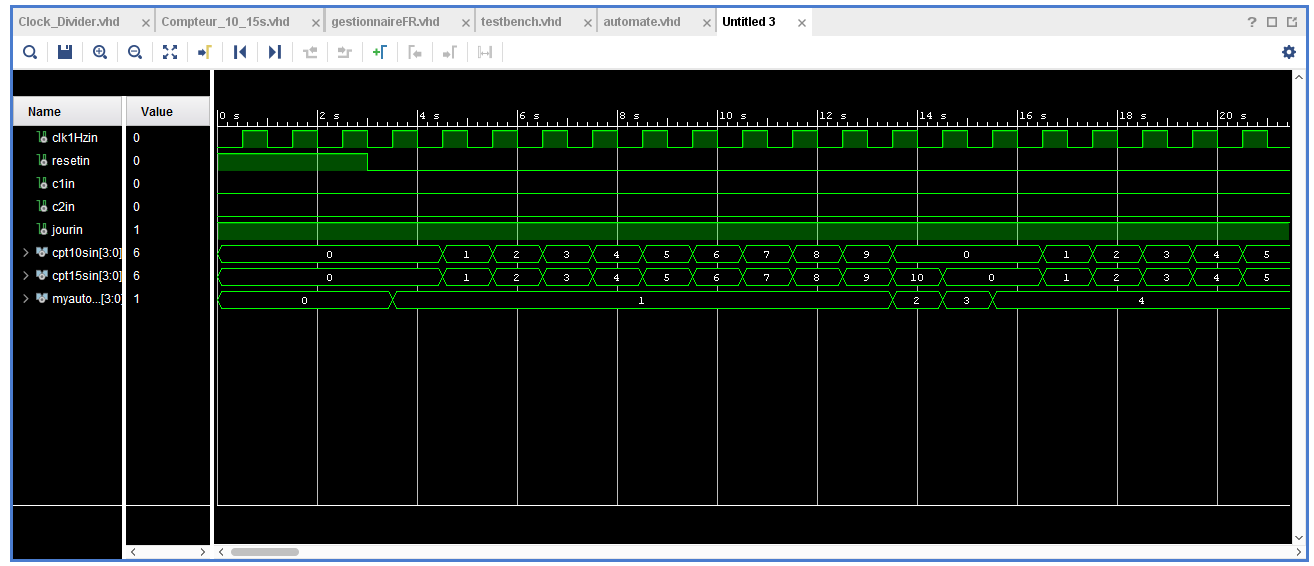 Clock_Divider.vhd × Compteur_10_15s.vhd × gestionnaireFR.vhd × testbench.vhd × automate.vhd × Untitled 3 × ?
Name Value
0 s 2 s 4 s 6 s 8 s 10 s 12 s 14 s 16 s 18 s 20 s
clk1Hzin 0
resetin 0
c1in 0
c2in 0
jourin 1
cpt10sin[3:0] 6 0 1 2 3 4 5 6 7 8 9 0 1 2 3 4 5
cpt15sin[3:0] 6 0 1 2 3 4 5 6 7 8 9 10 0 1 2 3 4 5
myauto...[3:0] 1 0 1 2 3 4